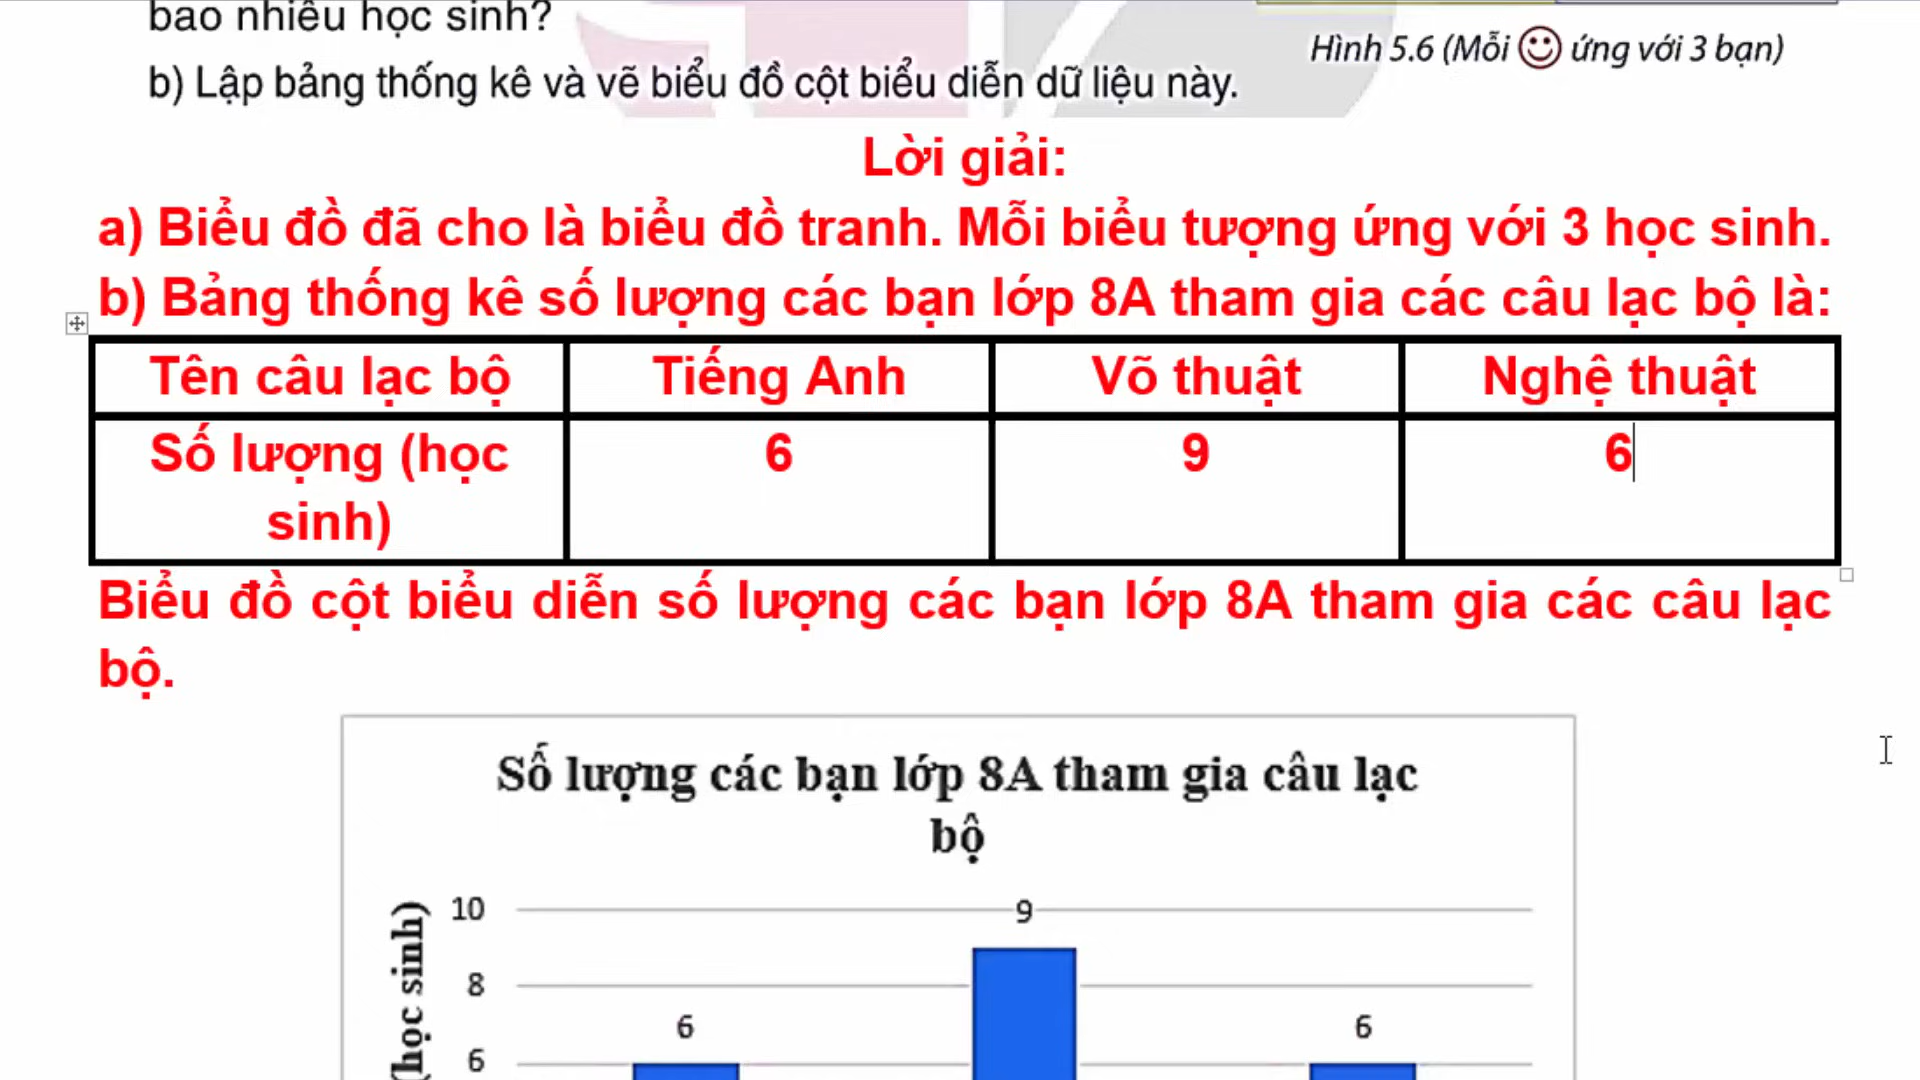 bao nhiêu học sinh?
Hình 5.6 (Mỗi ứng với 3 bạn)
b) Lập bảng thống kê và vẽ biểu đồ cột biểu diễn dữ liệu này.
Lời giải:
a) Biểu đồ đã cho là biểu đồ tranh. Mỗi biểu tượng ứng với 3 học sinh.
b) Bảng thống kê số lượng các bạn lớp 8A tham gia các câu lạc bộ là:
Tên câu lạc bộ Tiếng Anh Võ thuật Nghệ thuật
Số lượng (học 6 9 6
sinh)
Biểu đồ cột biểu diễn số lượng các bạn lớp 8A tham gia các câu lạc
bộ.
Số lượng các bạn lớp 8A tham gia câu lạc
bộ
10
9
8
6
6
6
(học sinh)